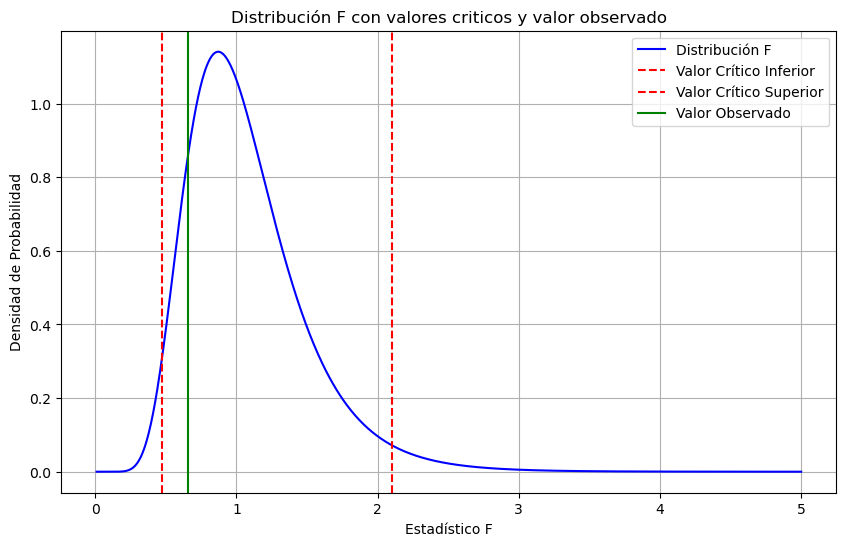 Distribución F con valores criticos y valor observado
Distribución F
Valor Crítico Inferior
Valor Crítico Superior
Valor Observado
Densidad de Probabilidad
1.0
0.8
0.6
0.4
0.2
0.0
0 1 2 3 4 5
Estadístico F